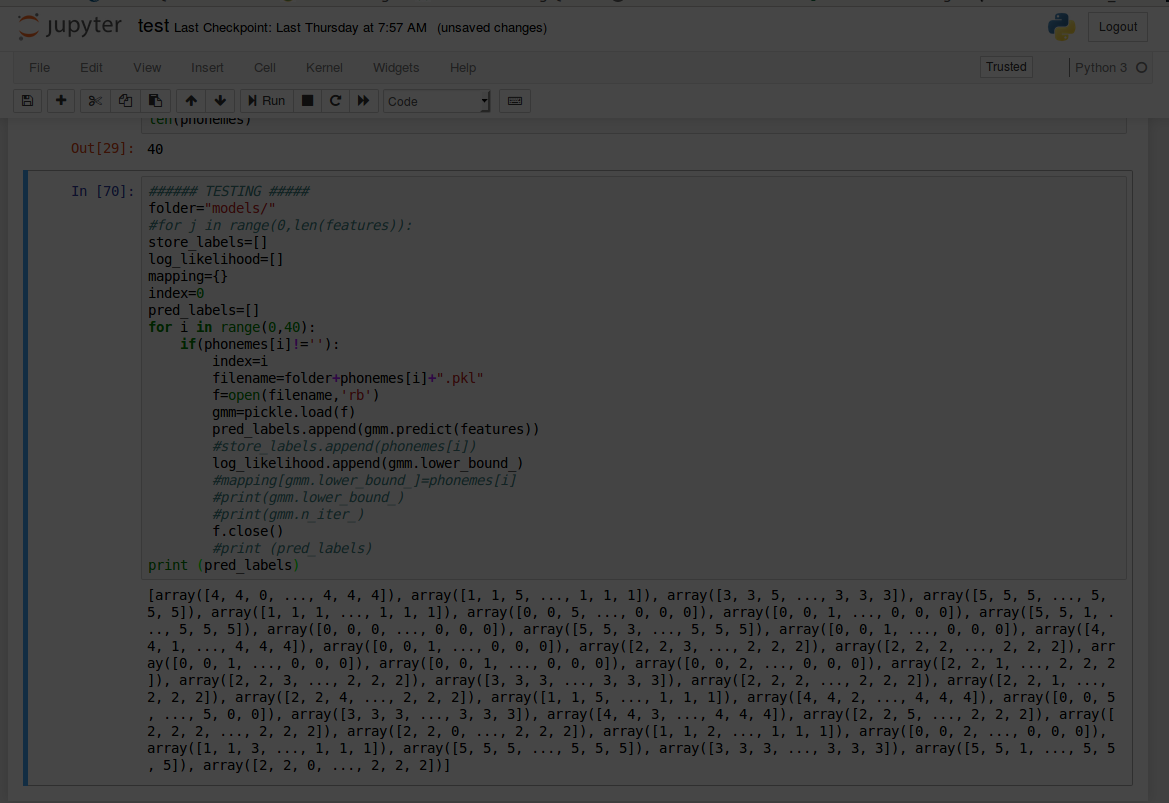 jupyter test Last Checkpoint: Last Thursday at 7:57 AM (unsaved changes)
Logout
File Edit View Insert Cell Kernel Widgets Help
Trusted
Python 3
Run
Code
len(phonemes)
Out[29]: 40
In [70]: ###### TESTING #####
folder="models/"
#for j in range(0,len(features)):
store_labels=[]
log_likelihood=[]
mapping={}
index=0
pred_labels=[]
for i in range(0,40):
    if(phonemes[i]!=''):
        index=i
        filename=folder+phonemes[i]+".pkl"
        f=open(filename,'rb')
        gmm=pickle.load(f)
        pred_labels.append(gmm.predict(features))
        #store_labels.append(phonemes[i])
        log_likelihood.append(gmm.lower_bound_)
        #mapping[gmm.lower_bound_]=phonemes[i]
        #print(gmm.lower_bound_)
        #print(gmm.n_iter_)
        f.close()
        #print (pred_labels)
print (pred_labels)
[array([4, 4, 0, ..., 4, 4, 4]), array([1, 1, 5, ..., 1, 1, 1]), array([3, 3, 5, ..., 3, 3, 3]), array([5, 5, 5, ..., 5,
5, 5]), array([1, 1, 1, ..., 1, 1, 1]), array([0, 0, 5, ..., 0, 0, 0]), array([0, 0, 1, ..., 0, 0, 0]), array([5, 5, 1, .
.., 5, 5, 5]), array([0, 0, 0, ..., 0, 0, 0]), array([5, 5, 3, ..., 5, 5, 5]), array([0, 0, 1, ..., 0, 0, 0]), array([4,
4, 1, ..., 4, 4, 4]), array([0, 0, 1, ..., 0, 0, 0]), array([2, 2, 3, ..., 2, 2, 2]), array([2, 2, 2, ..., 2, 2, 2]), arr
ay([0, 0, 1, ..., 0, 0, 0]), array([0, 0, 1, ..., 0, 0, 0]), array([0, 0, 2, ..., 0, 0, 0]), array([2, 2, 1, ..., 2, 2, 2
]), array([2, 2, 3, ..., 2, 2, 2]), array([3, 3, 3, ..., 3, 3, 3]), array([2, 2, 2, ..., 2, 2, 2]), array([2, 2, 1, ...,
2, 2, 2]), array([2, 2, 4, ..., 2, 2, 2]), array([1, 1, 5, ..., 1, 1, 1]), array([4, 4, 2, ..., 4, 4, 4]), array([0, 0, 5
, ..., 5, 0, 0]), array([3, 3, 3, ..., 3, 3, 3]), array([4, 4, 3, ..., 4, 4, 4]), array([2, 2, 5, ..., 2, 2, 2]), array([
2, 2, 2, ..., 2, 2, 2]), array([2, 2, 0, ..., 2, 2, 2]), array([1, 1, 2, ..., 1, 1, 1]), array([0, 0, 2, ..., 0, 0, 0]),
array([1, 1, 3, ..., 1, 1, 1]), array([5, 5, 5, ..., 5, 5, 5]), array([3, 3, 3, ..., 3, 3, 3]), array([5, 5, 1, ..., 5, 5
, 5]), array([2, 2, 0, ..., 2, 2, 2])]